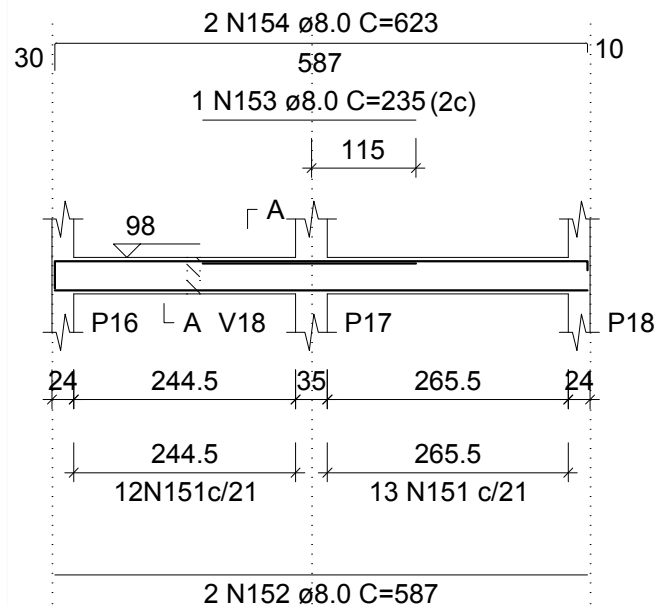 2 N154 ø8.0 C=623
30
10
587
1 N153 ø8.0 C=235 (2c)
115
A
98
P16
A
V18
P17
P18
24
244.5
35
265.5
24
244.5
265.5
12N151c/21
13 N151 c/21
2 N152 ø8.0 C=587